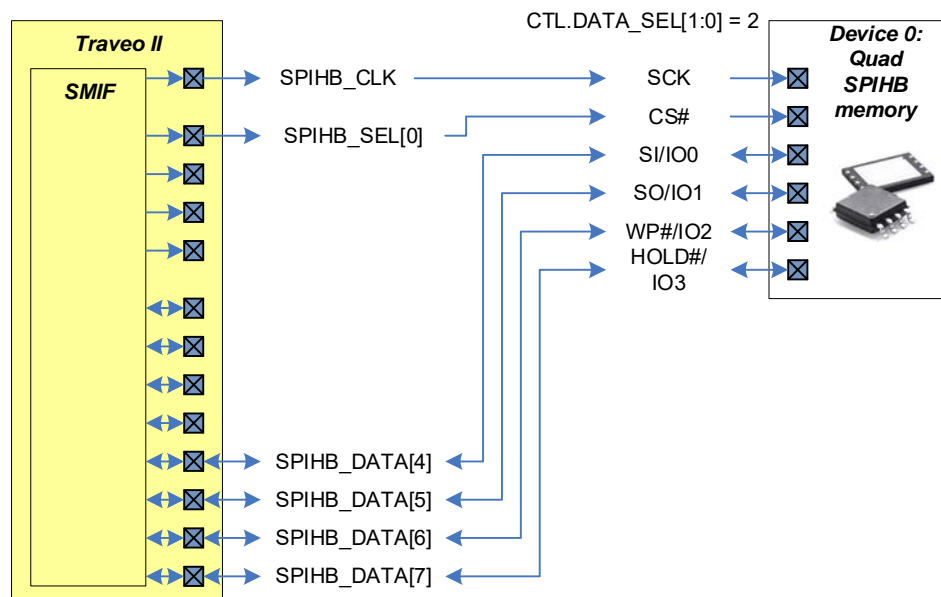 CTL.DATA_SEL[1:0] = 2
Traveo II
SMIF
Device 0:
Quad
SPIHB
memory
SPIHB_CLK
SCK
SPIHB_SEL[0]
CS#
SI/IO0
SO/IO1
WP#/IO2
HOLD#/
IO3
SPIHB_DATA[4]
SPIHB_DATA[5]
SPIHB_DATA[6]
SPIHB_DATA[7]